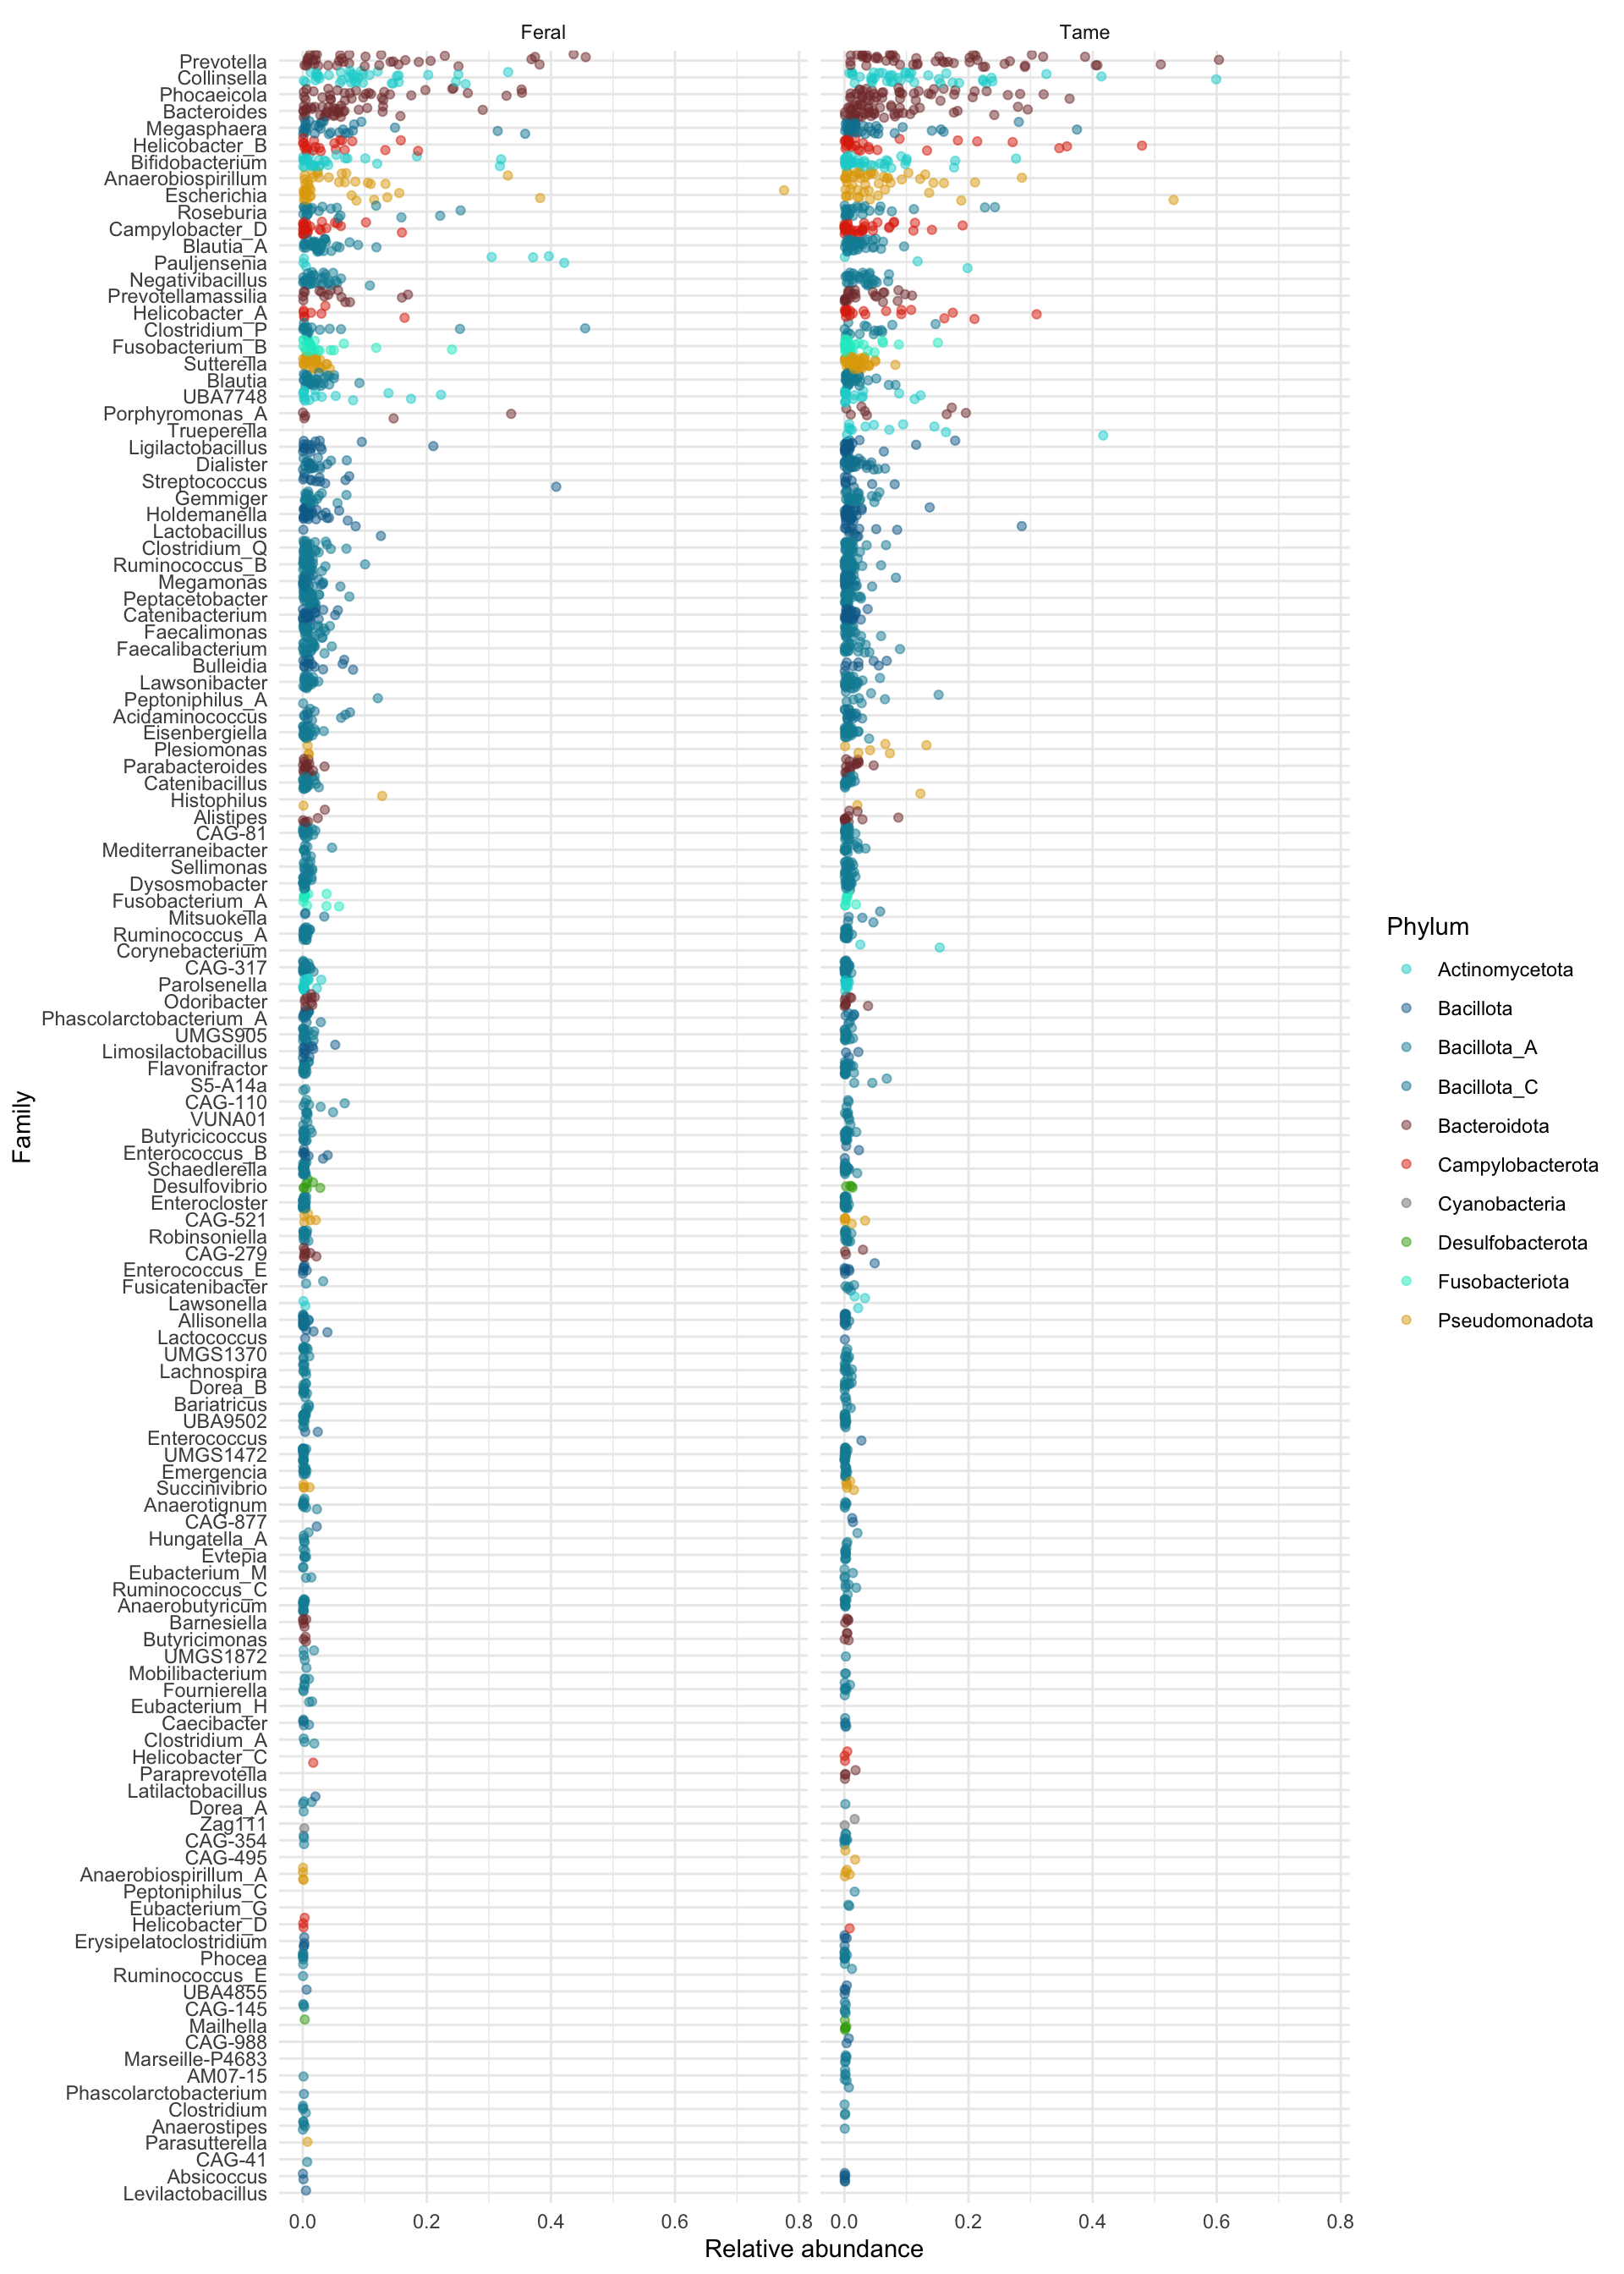 Feral
Tame
Prevotella
Collinsella
Phocaeicola
Bacteroides
Megasphaera
Helicobacter_B
Bifidobacterium
Anaerobiospirillum
Escherichia
Roseburia
Campylobacter_D
Blautia_A
Pauljensenia
Negativibacillus
Prevotellamassilia
Helicobacter_A
Clostridium_P
Fusobacterium_B
Sutterella
Blautia
UBA7748
Porphyromonas_A
Trueperella
Ligilactobacillus
Dialister
Streptococcus
Gemmiger
Holdemanella
Lactobacillus
Clostridium_Q
Ruminococcus_B
Megamonas
Peptacetobacter
Catenibacterium
Faecalimonas
Faecalibacterium
Bulleidia
Lawsonibacter
Peptoniphilus_A
Acidaminococcus
Eisenbergiella
Plesiomonas
Parabacteroides
Catenibacillus
Histophilus
Alistipes
CAG-81
Mediterraneibacter
Sellimonas
Dysosmobacter
Fusobacterium_A
Mitsuokella
Ruminococcus_A
Corynebacterium
CAG-317
Parolsenella
Odoribacter
Phascolarctobacterium_A
UMGS905
Limosilactobacillus
Flavonifractor
S5-A14a
CAG-110
VUNA01
Butyricicoccus
Enterococcus_B
Schaedlerella
Desulfovibrio
Enterocloster
CAG-521
Robinsoniella
CAG-279
Enterococcus_E
Fusicatenibacter
Lawsonella
Allisonella
Lactococcus
UMGS1370
Lachnospira
Dorea_B
Bariatricus
UBA9502
Enterococcus
UMGS1472
Emergencia
Succinivibrio
Anaerotignum
CAG-877
Hungatella_A
Evtepia
Eubacterium_M
Ruminococcus_C
Anaerobutyricum
Barnesiella
Butyricimonas
UMGS1872
Mobilibacterium
Fournierella
Eubacterium_H
Caecibacter
Clostridium_A
Helicobacter_C
Paraprevotella
Latilactobacillus
Dorea_A
Zag111
CAG-354
CAG-495
Anaerobiospirillum_A
Peptoniphilus_C
Eubacterium_G
Helicobacter_D
Erysipelatoclostridium
Phocea
Ruminococcus_E
UBA4855
CAG-145
Mailhella
CAG-988
Marseille-P4683
AM07-15
Phascolarctobacterium
Clostridium
Anaerostipes
Parasutterella
CAG-41
Absicoccus
Levilactobacillus
Family
0.0 0.2 0.4 0.6 0.8
0.0 0.2 0.4 0.6 0.8
Relative abundance
Phylum
Actinomycetota
Bacillota
Bacillota_A
Bacillota_C
Bacteroidota
Campylobacterota
Cyanobacteria
Desulfobacterota
Fusobacteriota
Pseudomonadota